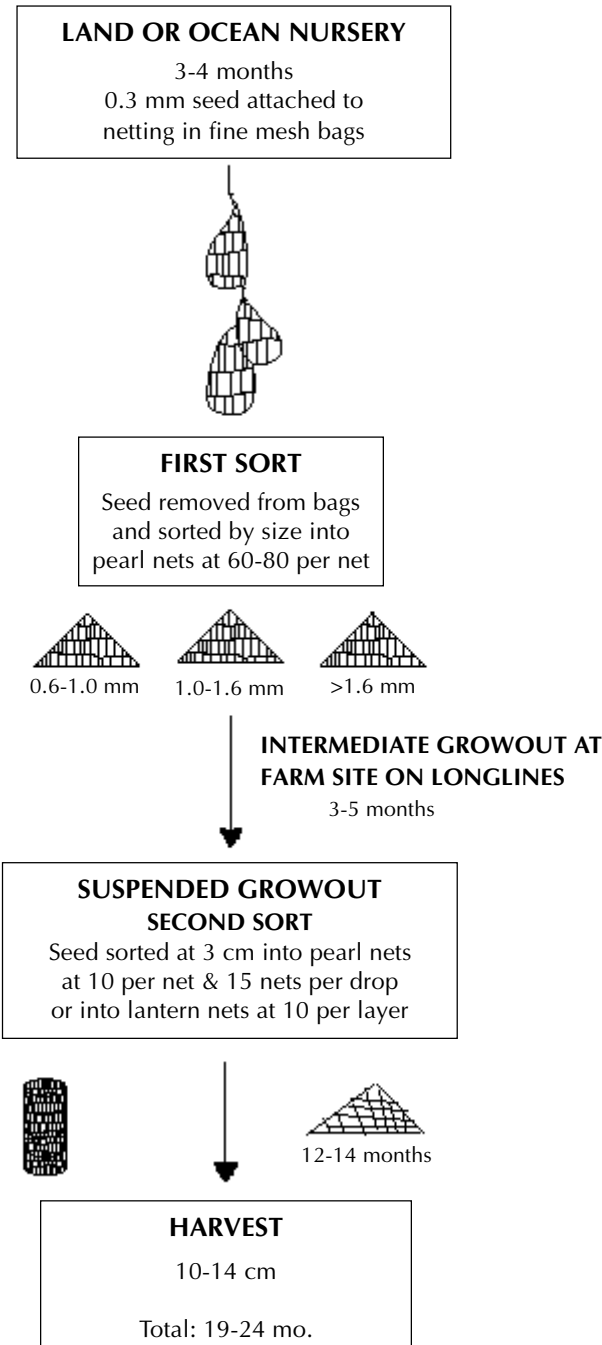 LAND OR OCEAN NURSERY
3-4 months
0.3 mm seed attached to
netting in fine mesh bags
FIRST SORT
Seed removed from bags
and sorted by size into
pearl nets at 60-80 per net
0.6-1.0 mm
1.0-1.6 mm
>1.6 mm
INTERMEDIATE GROWOUT AT
FARM SITE ON LONGLINES
3-5 months
SUSPENDED GROWOUT
SECOND SORT
Seed sorted at 3 cm into pearl nets
at 10 per net & 15 nets per drop
or into lantern nets at 10 per layer
12-14 months
HARVEST
10-14 cm
Total: 19-24 mo.